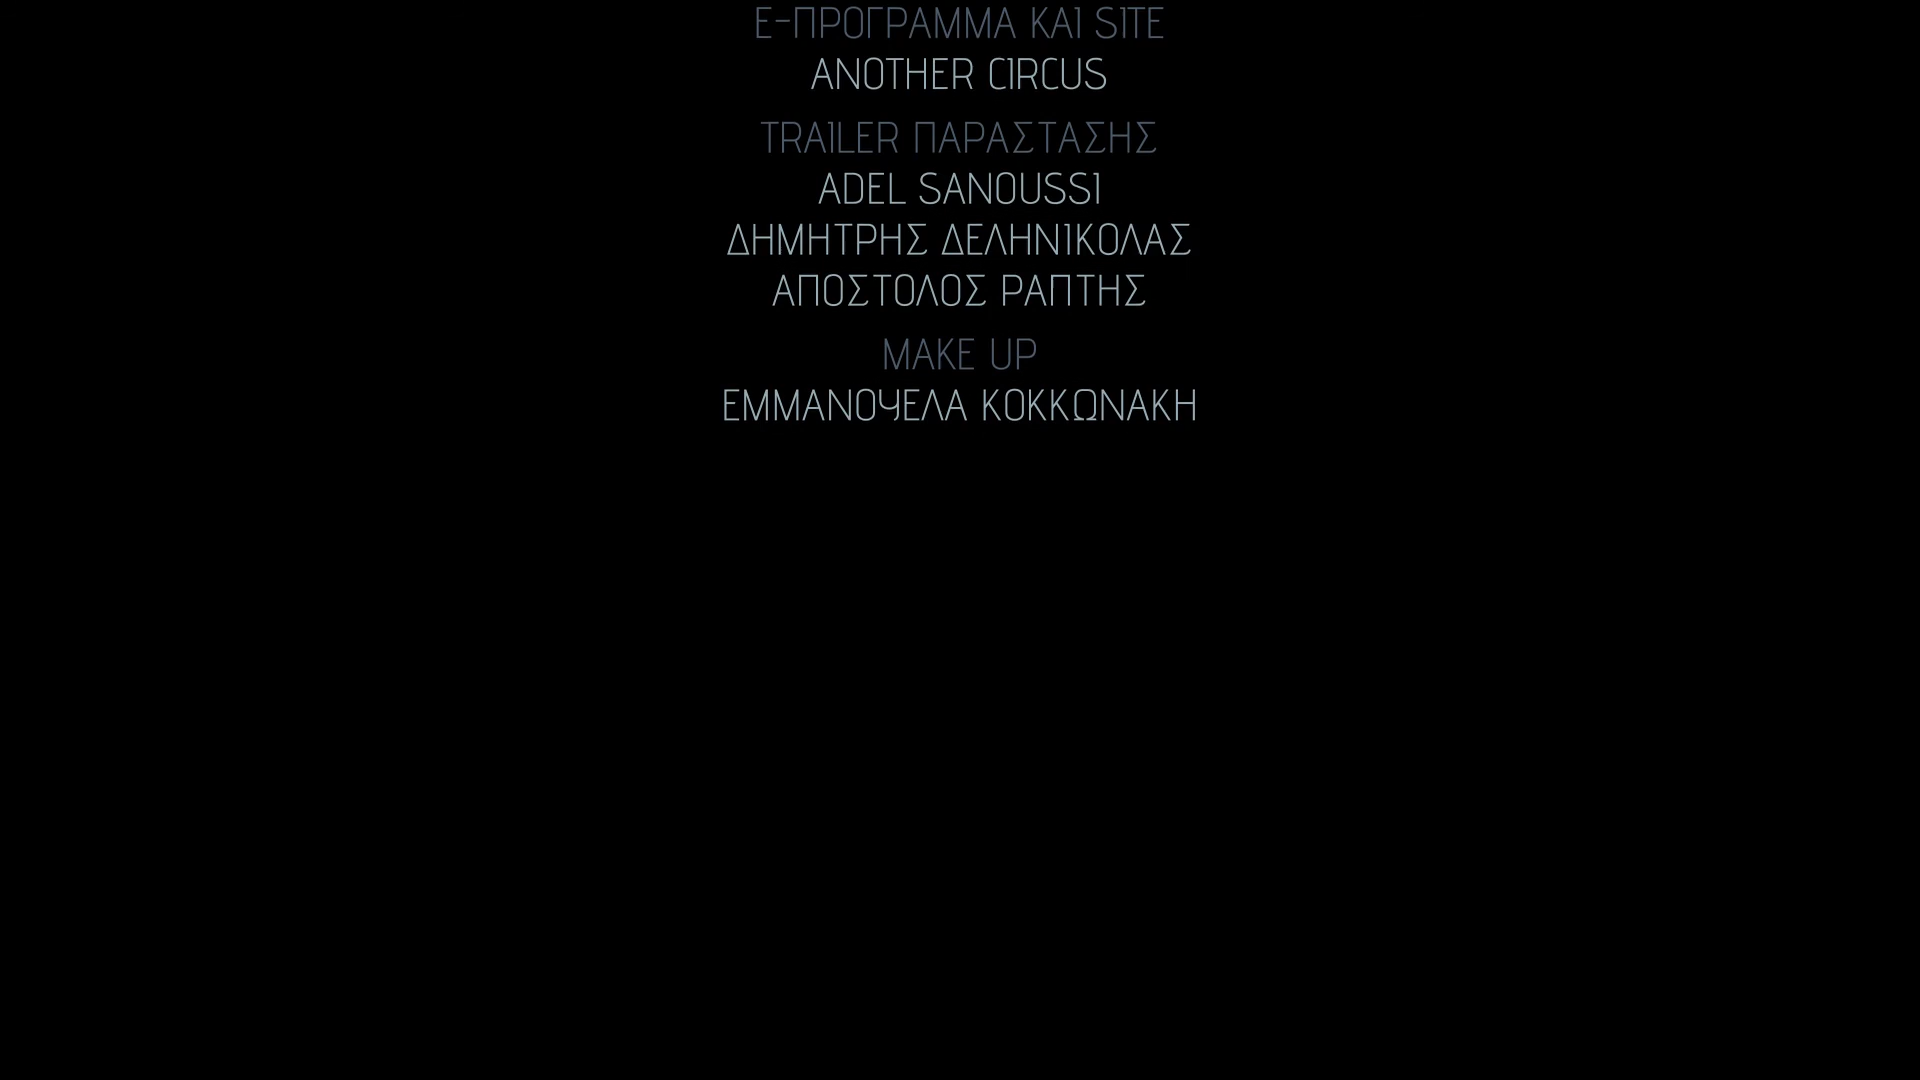 E-ΠΡΟΓΡΑΜΜΑ ΚΑΙ SITE
ANOTHER CIRCUS
TRAILER ΠΑΡΑΣΤΑΣΗΣ
ADEL SANOUSSI
ΔΗΜΗΤΡΗΣ ΔΕΛΗΝΙΚΟΛΑΣ
ΑΠΟΣΤΟΛΟΣ ΡΑΠΤΗΣ
MAKE UP
ΕΜΜΑΝΟΥΕΛΑ ΚΟΚΚΩΝΑΚΗ